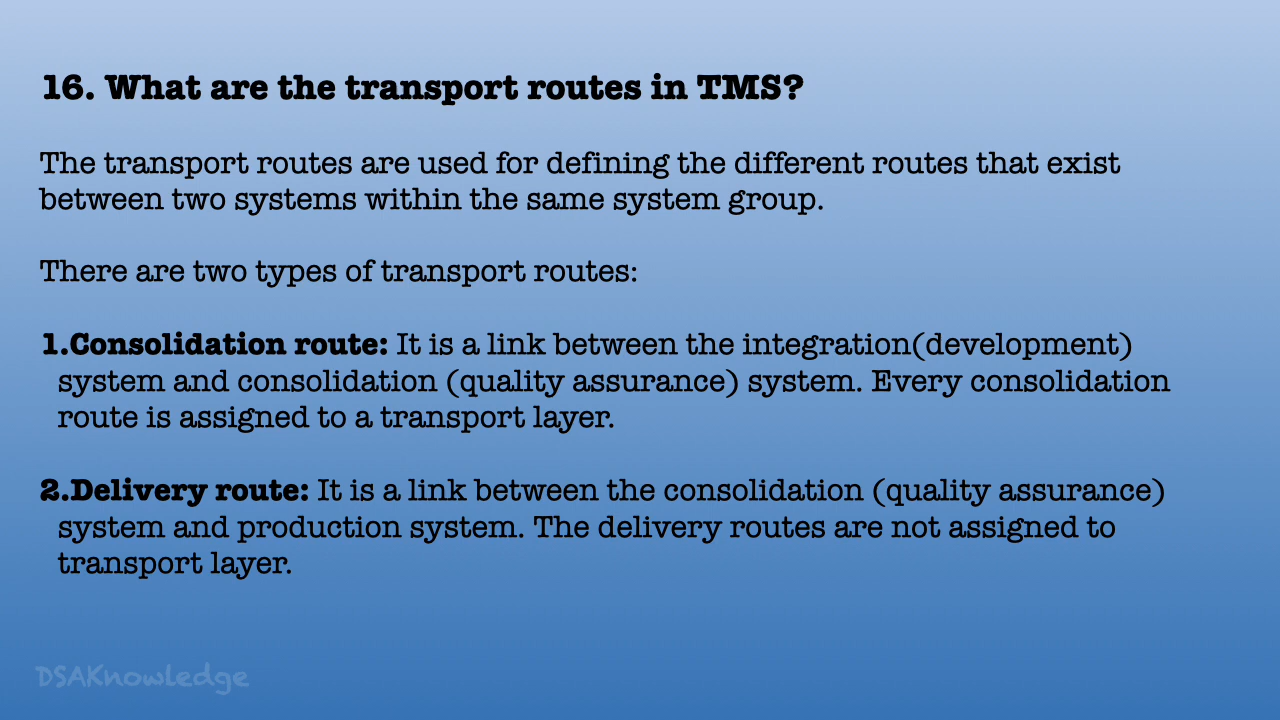 16. What are the transport routes in TMS?
The transport routes are used for defining the different routes that exist
between two systems within the same system group.
There are two types of transport routes:
1.Consolidation route: It is a link between the integration(development)
system and consolidation (quality assurance) system. Every consolidation
route is assigned to a transport layer.
2.Delivery route: It is a link between the consolidation (quality assurance)
system and production system. The delivery routes are not assigned to
transport layer.
DSAKnowledge